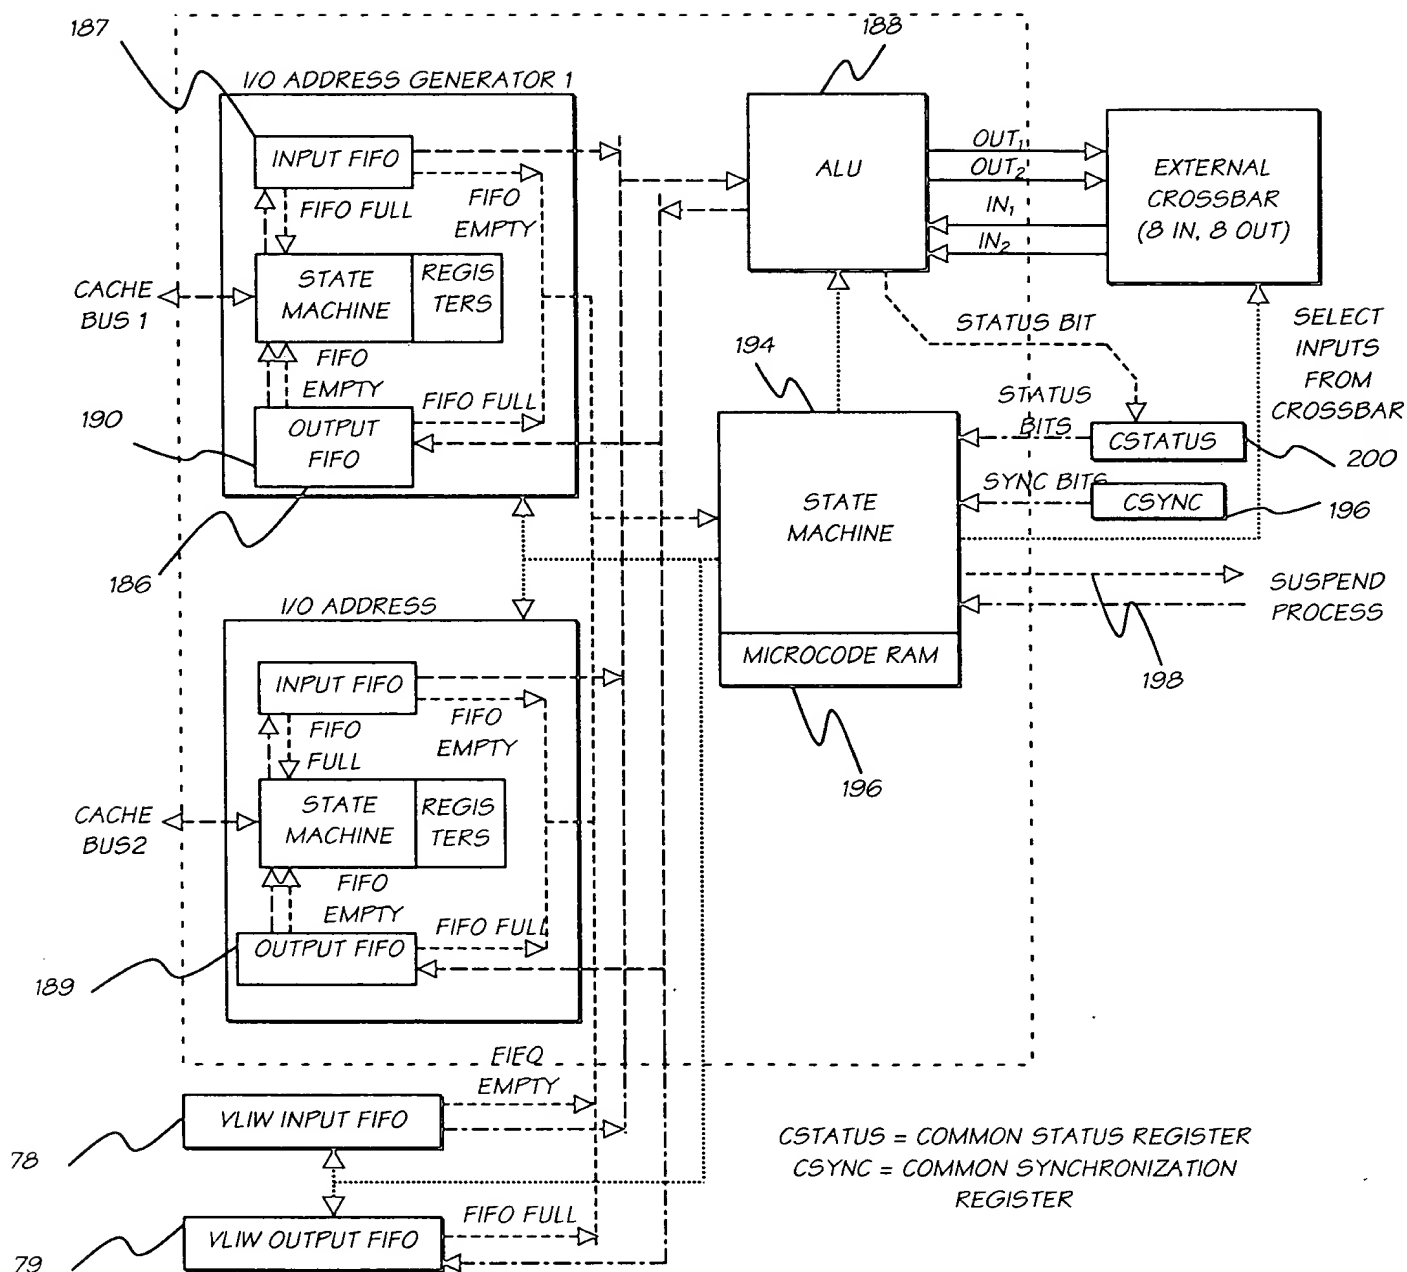 187
188
I/O ADDRESS GENERATOR 1
INPUT FIFO
FIFO FULL
FIFO
EMPTY
STATE
MACHINE
REGIS
TERS
CACHE
BUS 1
FIFO
EMPTY
FIFO FULL
OUTPUT
FIFO
190
186
ALU
OUT1
OUT2
IN1
IN2
EXTERNAL
CROSSBAR
(8 IN, 8 OUT)
STATUS BIT
SELECT
INPUTS
FROM
CROSSBAR
194
STATUS
BITS
CSTATUS
200
SYNC BITS
CSYNC
196
STATE
MACHINE
SUSPEND
PROCESS
198
MICROCODE RAM
196
I/O ADDRESS
INPUT FIFO
FIFO
FULL
FIFO
EMPTY
STATE
MACHINE
REGIS
TERS
CACHE
BUS2
FIFO
EMPTY
FIFO FULL
OUTPUT FIFO
189
FIFO
EMPTY
VLIW INPUT FIFO
78
FIFO FULL
VLIW OUTPUT FIFO
79
CSTATUS = COMMON STATUS REGISTER
CSYNC = COMMON SYNCHRONIZATION
REGISTER